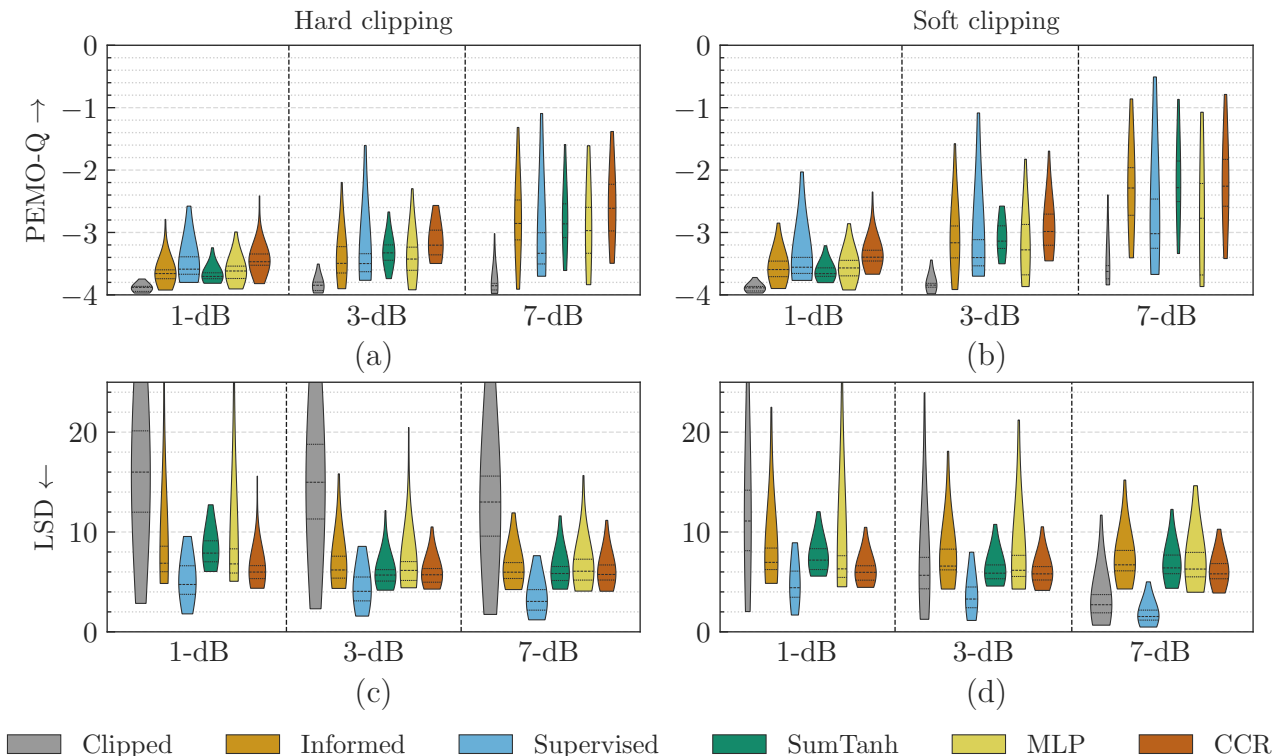 Hard clipping
Soft clipping
PEMO-Q →
0
−1
−2
−3
−4
1-dB 3-dB 7-dB
(a)
0
−1
−2
−3
−4
1-dB 3-dB 7-dB
(b)
LSD ←
20
10
0
1-dB 3-dB 7-dB
(c)
20
10
0
1-dB 3-dB 7-dB
(d)
Clipped Informed Supervised SumTanh MLP CCR